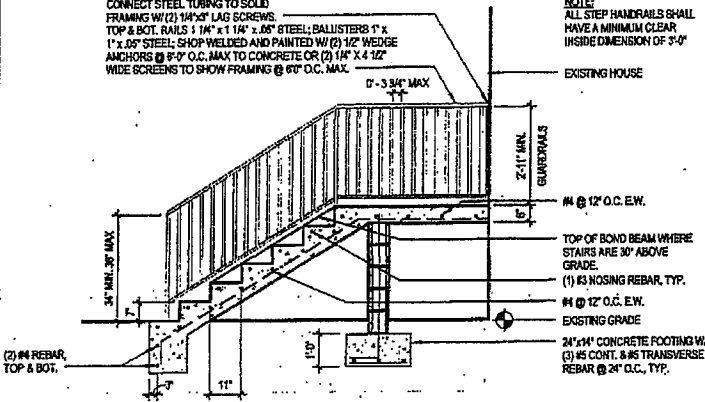 CONNECT STEEL TUBING TO SOLID
FRAMING W/ (2) 1/4"x3" LAG SCREWS.
TOP & BOT. RAILS 1 1/4" x 1 1/4" x .05" STEEL; BALUSTERS 1" x
1" x .05" STEEL; SHOP WELDED AND PAINTED W/ (2) 1/2" WEDGE
ANCHORS @ 6'-0" O.C. MAX TO CONCRETE OR (2) 1/4" X 4 1/2"
WIDE SCREENS TO SHOW FRAMING @ 6'0" O.C. MAX.
NOTE:
ALL STEP HANDRAILS SHALL
HAVE A MINIMUM CLEAR
INSIDE DIMENSION OF 3'-0"
EXISTING HOUSE
0' - 3 3/4" MAX
2'-11" MIN.
GUARDRAILS
#4 @ 12" O.C. E.W.
6"
TOP OF BOND BEAM WHERE
STAIRS ARE 30" ABOVE
GRADE.
(1) #3 NOSING REBAR, TYP.
34" MIN. 38" MAX
7"
#4 @ 12" O.C. E.W.
EXISTING GRADE
24"x14" CONCRETE FOOTING W/
(3) #5 CONT. & #5 TRANSVERSE
REBAR @ 24" O.C., TYP.
1'-0"
(2) #4 REBAR,
TOP & BOT.
11"